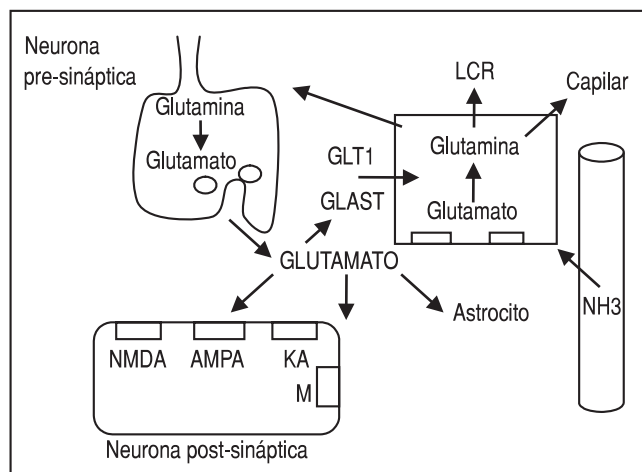 Neurona
pre-sináptica
Glutamina
Glutamato
LCR
Capilar
Glutamina
Glutamato
GLT1
GLAST
GLUTAMATO
NH3
Astrocito
NMDA
AMPA
KA
M
Neurona post-sináptica